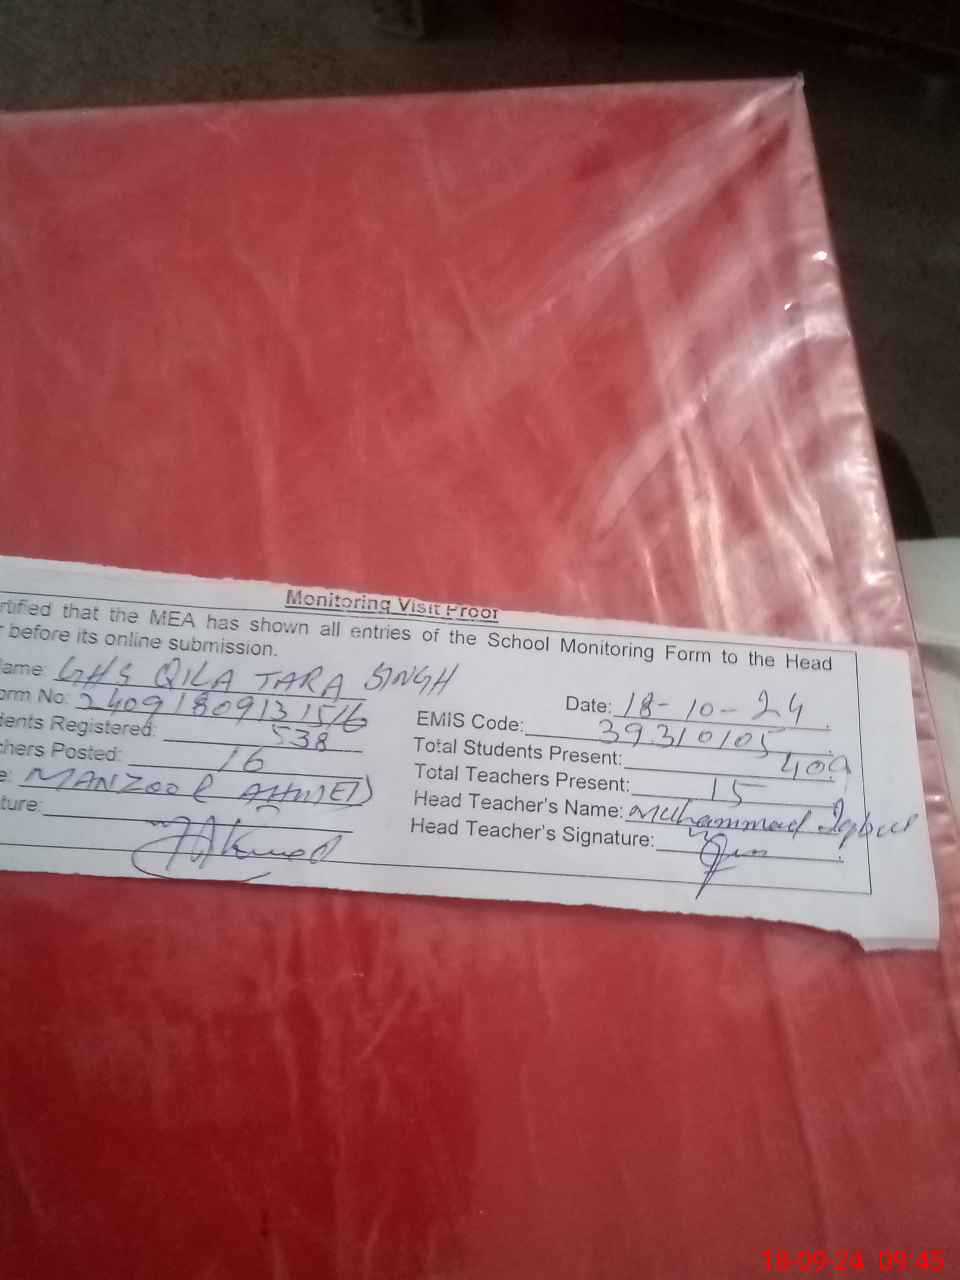 Monitoring Visit Proof
rtified that the MEA has shown all entries of the School Monitoring Form to the Head
r before its online submission.
ame: GHS QILA TARA SINGH
Date: 18-10-24
orm No: 24091809131516
EMIS Code: 39310105
dents Registered: 538
Total Students Present: 409
chers Posted: 16
Total Teachers Present: 15
e: MANZOOR AHMED
Head Teacher's Name: Muhammad Iqbal
ture:
Head Teacher's Signature:
18-09-24 09:45